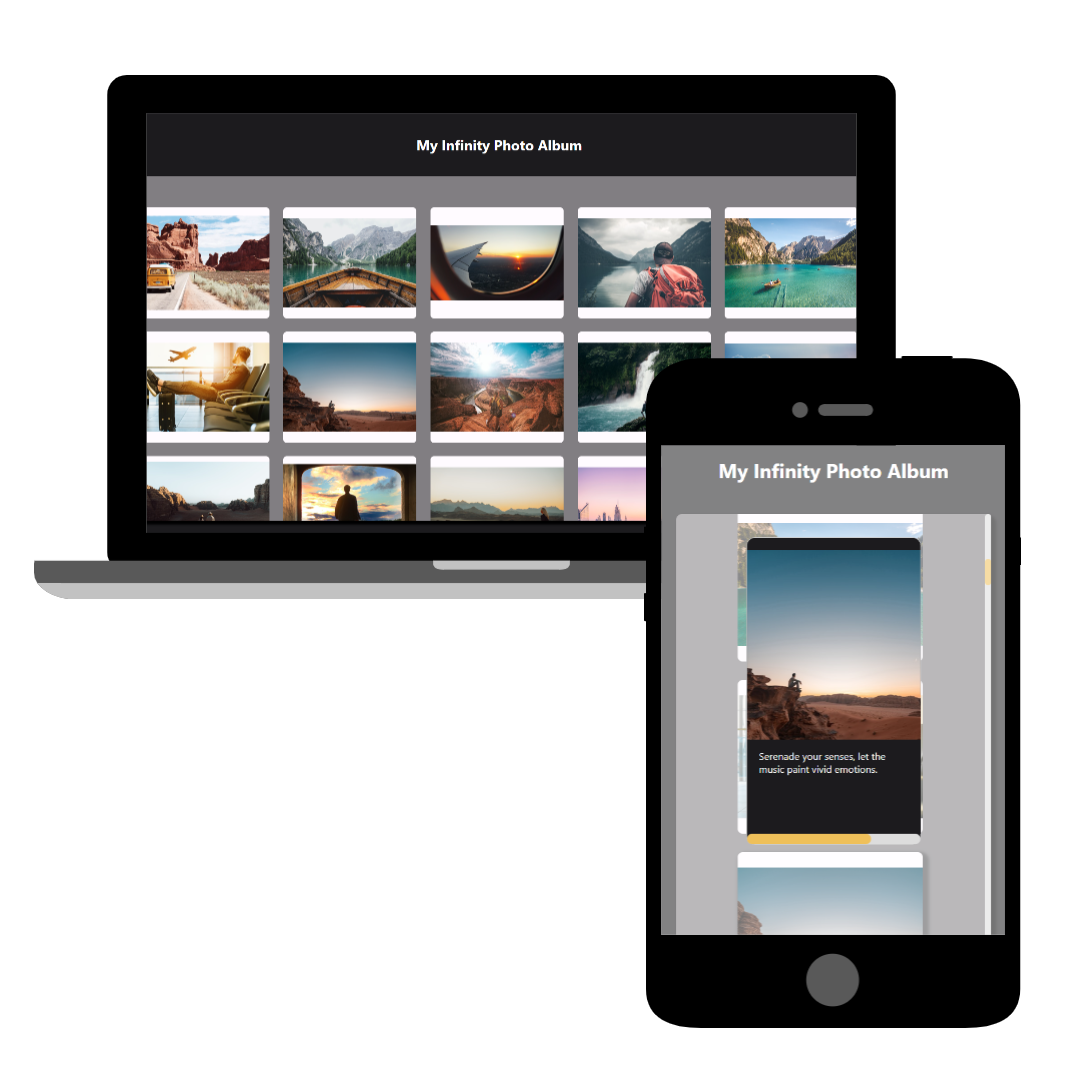 My Infinity Photo Album
My Infinity Photo Album
Serenade your senses, let the
music paint vivid emotions.